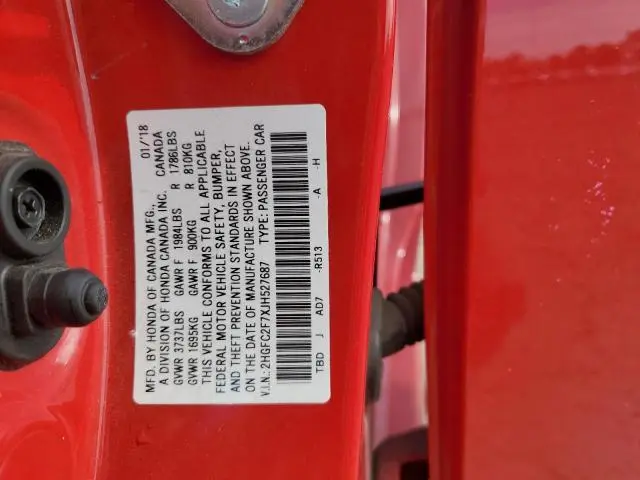 MFD. BY HONDA OF CANADA MFG., 01/'18
A DIVISION OF HONDA CANADA INC. CANADA
GVWR 3737LBS GAWR F 1984LBS R 1786LBS
GVWR 1695KG GAWR F 900KG R 810KG
THIS VEHICLE CONFORMS TO ALL APPLICABLE
FEDERAL MOTOR VEHICLE SAFETY, BUMPER,
AND THEFT PREVENTION STANDARDS IN EFFECT
ON THE DATE OF MANUFACTURE SHOWN ABOVE.
V.I.N.: 2HGFC2F7XJH527687 TYPE: PASSENGER CAR
TBD J AD7 -R513 -A -H